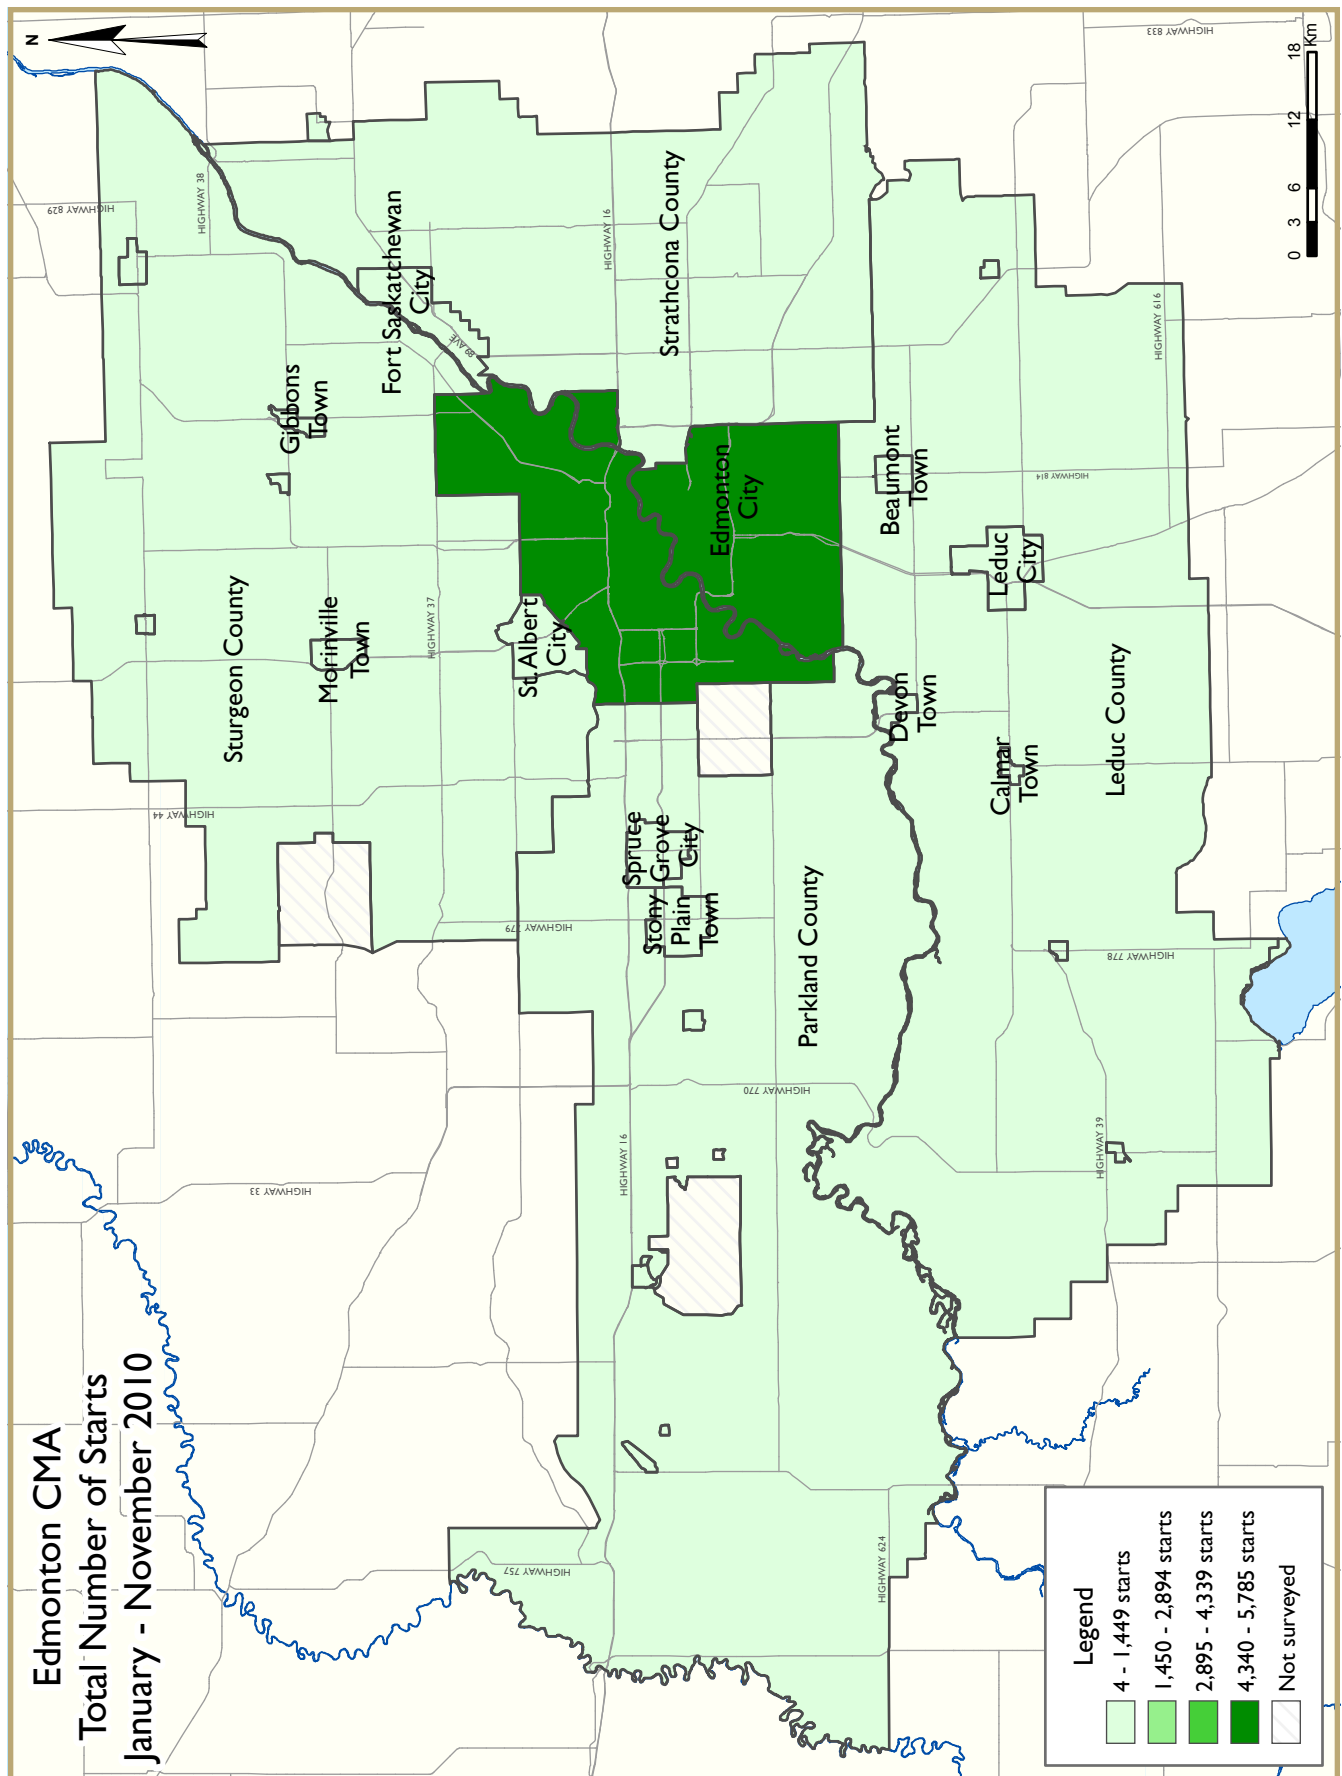 Edmonton CMA
Total Number of Starts
January - November 2010
N
HIGHWAY 829
HIGHWAY 38
HIGHWAY 833
Fort Saskatchewan
City
89 AVE
Gibbons
Town
HIGHWAY 16
Strathcona County
Sturgeon County
Morinville
Town
HIGHWAY 37
HIGHWAY 44
St. Albert
City
Edmonton
City
Beaumont
Town
HIGHWAY 814
HIGHWAY 616
Leduc
City
Devon
Town
Calmar
Town
Leduc County
Spruce
Grove
City
Stony
Plain
Town
HIGHWAY 779
Parkland County
HIGHWAY 778
HIGHWAY 770
HIGHWAY 16
HIGHWAY 39
HIGHWAY 33
HIGHWAY 757
HIGHWAY 624
0 3 6 12 18
Km
Legend
4 - 1,449 starts
1,450 - 2,894 starts
2,895 - 4,339 starts
4,340 - 5,785 starts
Not surveyed